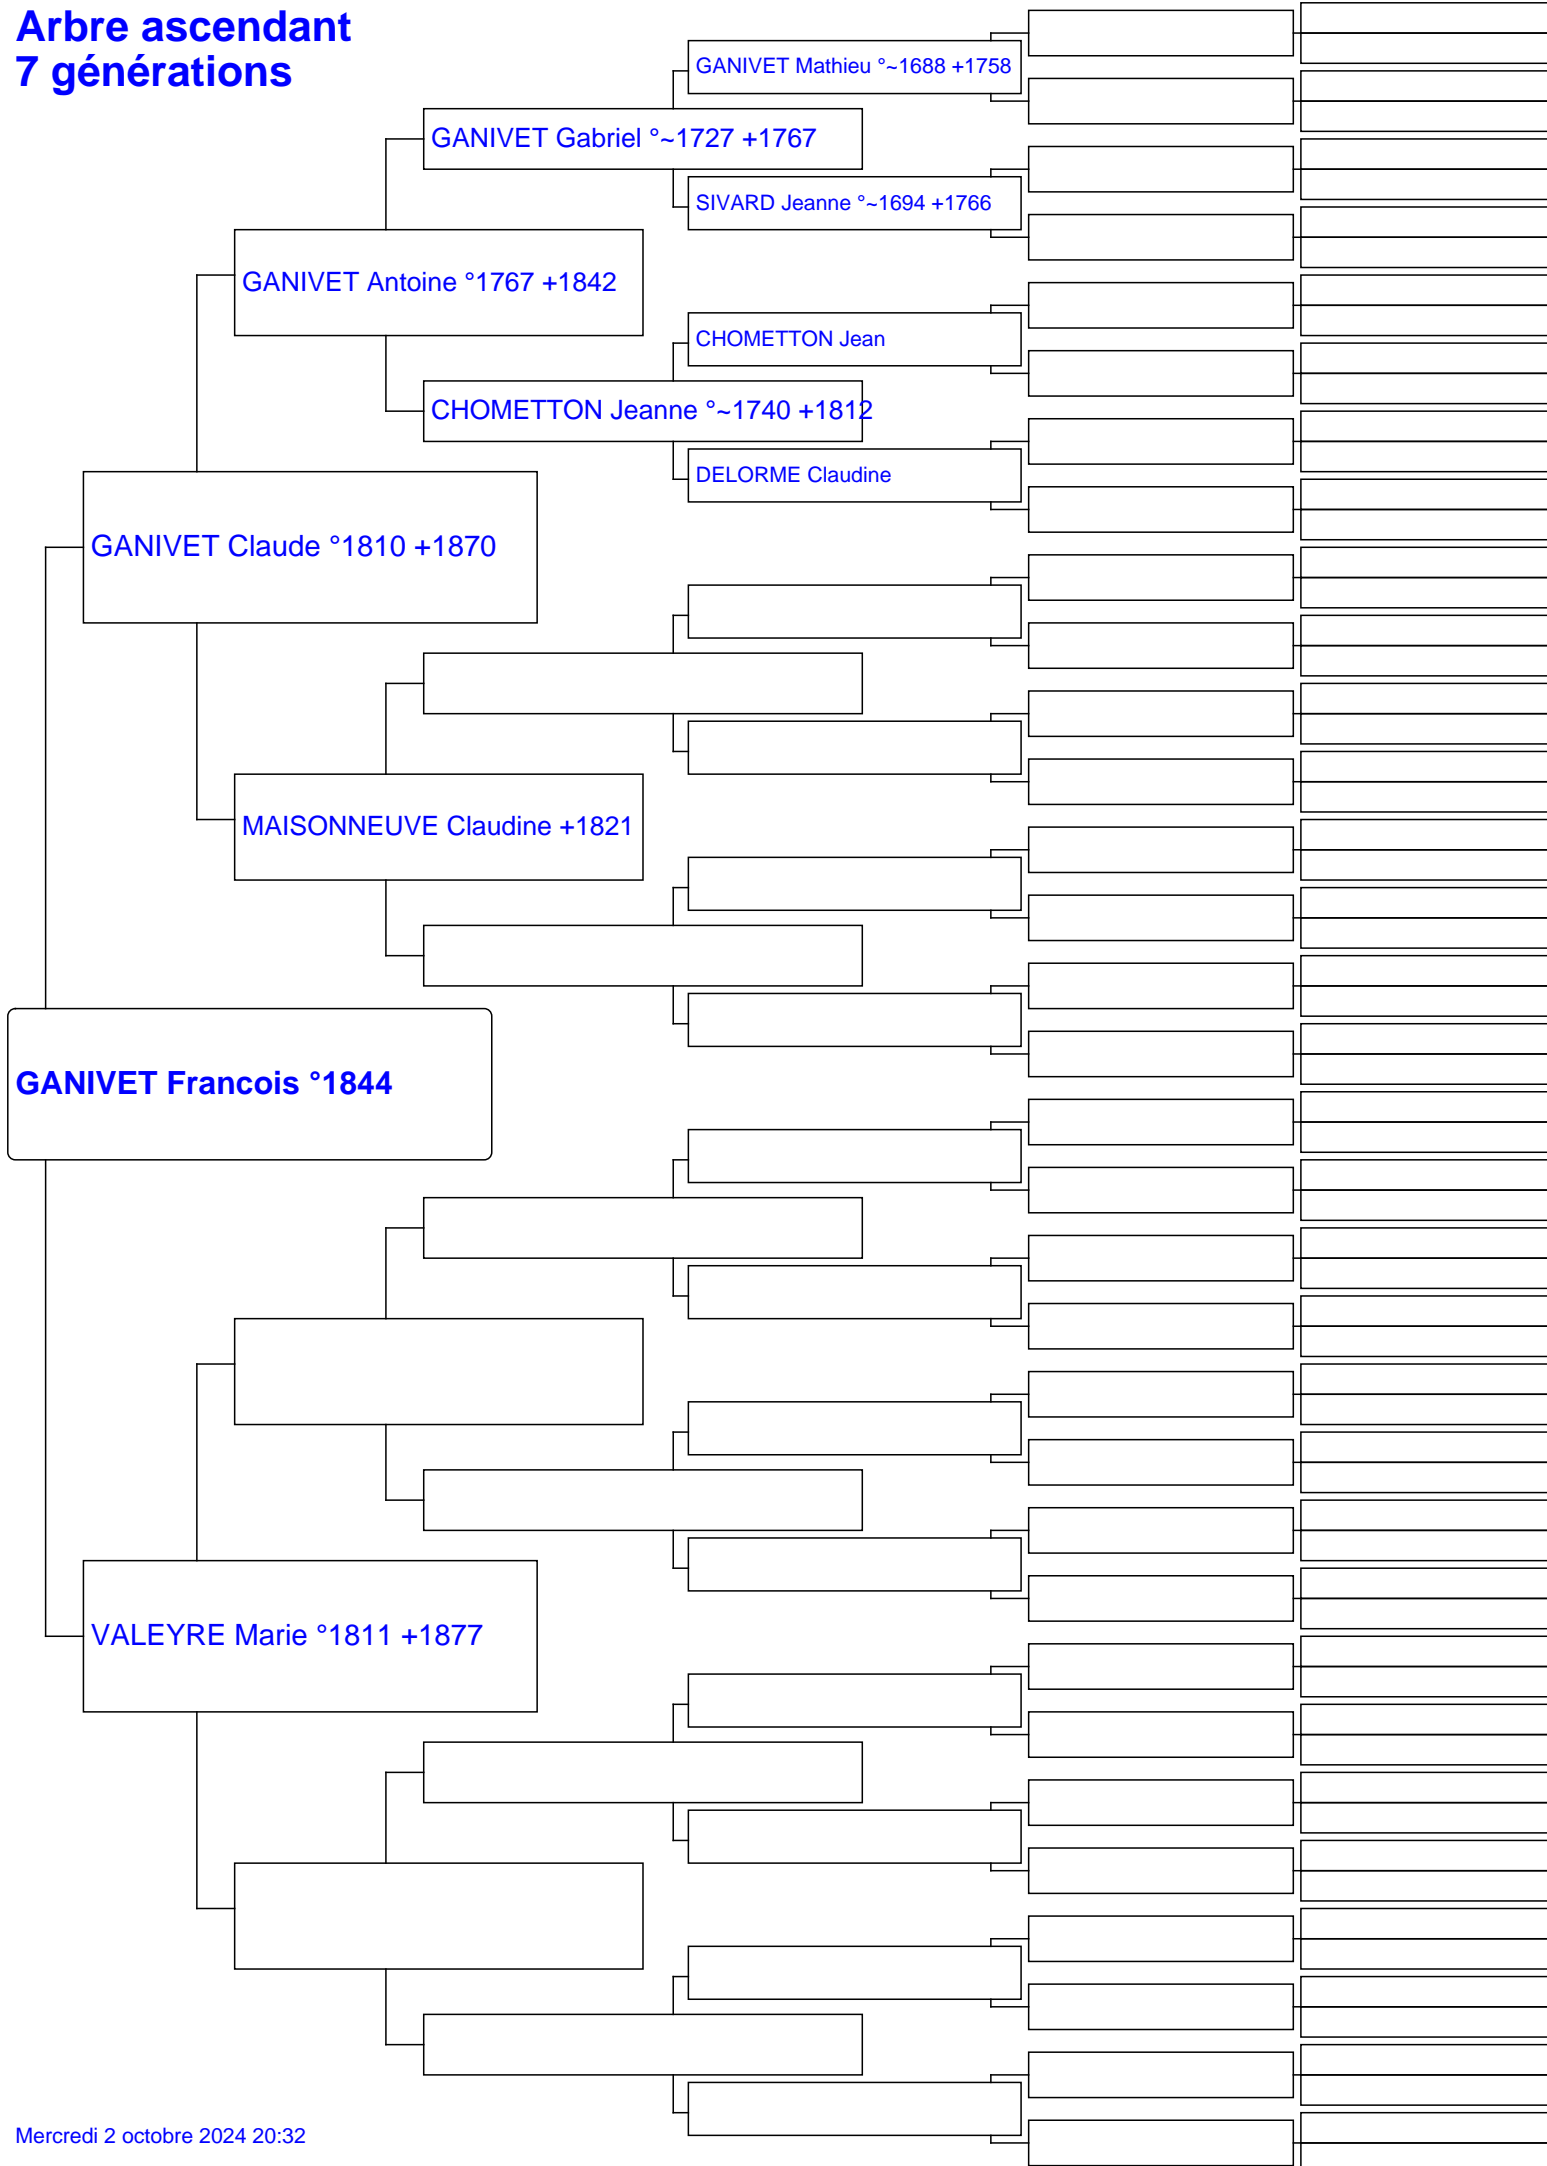 Arbre ascendant
7 générations
GANIVET Mathieu °~1688 +1758
GANIVET Gabriel °~1727 +1767
SIVARD Jeanne °~1694 +1766
GANIVET Antoine °1767 +1842
CHOMETTON Jean
CHOMETTON Jeanne °~1740 +1812
DELORME Claudine
GANIVET Claude °1810 +1870
MAISONNEUVE Claudine +1821
GANIVET Francois °1844
VALEYRE Marie °1811 +1877
Mercredi 2 octobre 2024 20:32